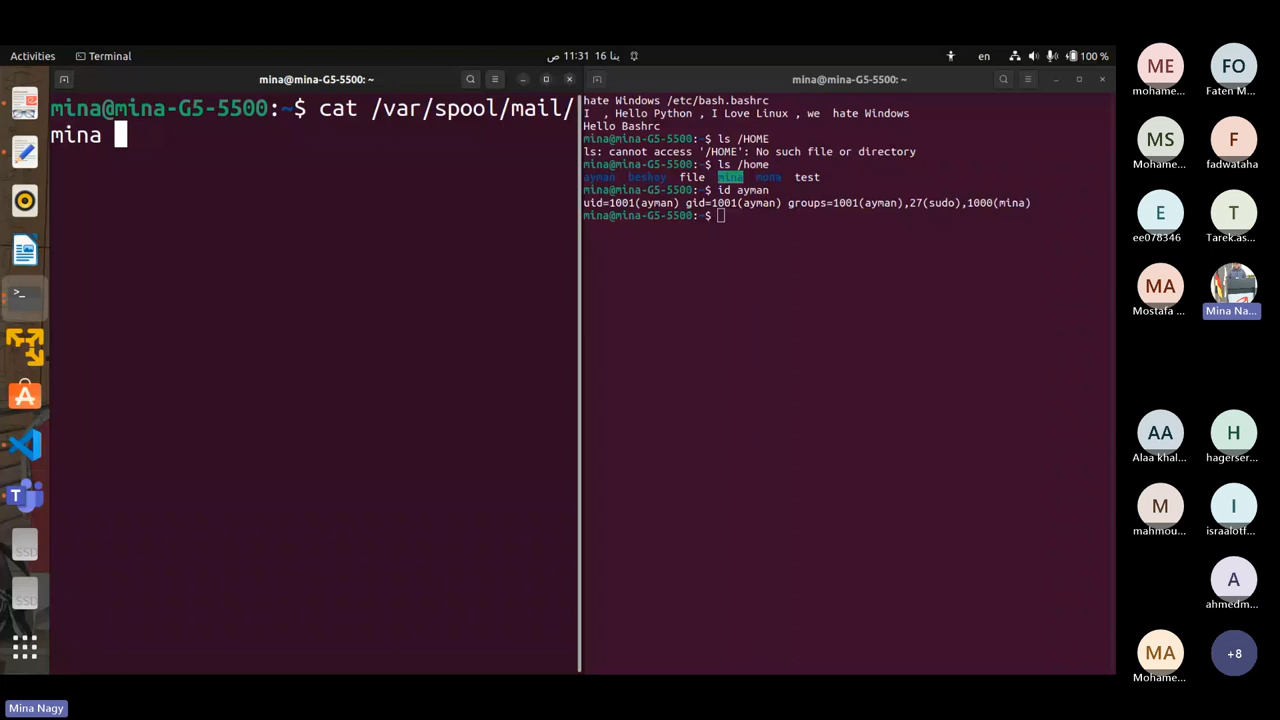 Activities
Terminal
11:31 16 ينا ص
en
100 %
mina@mina-G5-5500: ~
mina@mina-G5-5500:~$ cat /var/spool/mail/
mina
mina@mina-G5-5500: ~
hate Windows /etc/bash.bashrc
I , Hello Python , I Love Linux , we hate Windows
Hello Bashrc
mina@mina-G5-5500:~$ ls /HOME
ls: cannot access '/HOME': No such file or directory
mina@mina-G5-5500:~$ ls /home
ayman beshoy file mina mona test
mina@mina-G5-5500:~$ id ayman
uid=1001(ayman) gid=1001(ayman) groups=1001(ayman),27(sudo),1000(mina)
mina@mina-G5-5500:~$
>_
T
SSD
SSD
ME
mohame...
FO
Faten M...
MS
Mohame...
F
fadwataha
E
ee078346
T
Tarek.as...
MA
Mostafa ...
Mina Na...
AA
Alaa khal...
H
hagerser...
M
mahmou...
I
israalotf...
A
ahmedm...
MA
Mohame...
+8
Mina Nagy